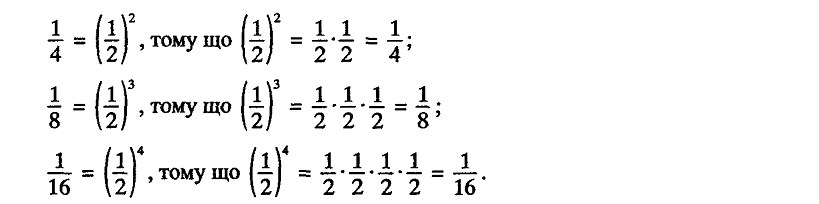 1/4 = (1/2)², тому що (1/2)² = 1/2 · 1/2 = 1/4;
1/8 = (1/2)³, тому що (1/2)³ = 1/2 · 1/2 · 1/2 = 1/8;
1/16 = (1/2)⁴, тому що (1/2)⁴ = 1/2 · 1/2 · 1/2 · 1/2 = 1/16.